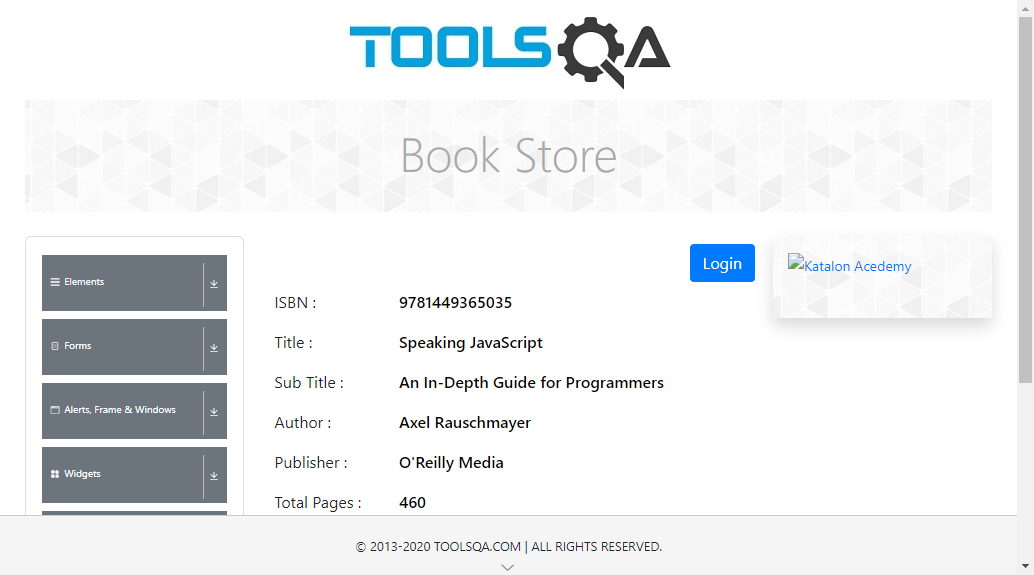 TOOLSQA
Book Store
Elements
Forms
Alerts, Frame & Windows
Widgets
Login
ISBN : 9781449365035
Title : Speaking JavaScript
Sub Title : An In-Depth Guide for Programmers
Author : Axel Rauschmayer
Publisher : O'Reilly Media
Total Pages : 460
Katalon Acedemy
© 2013-2020 TOOLSQA.COM | ALL RIGHTS RESERVED.